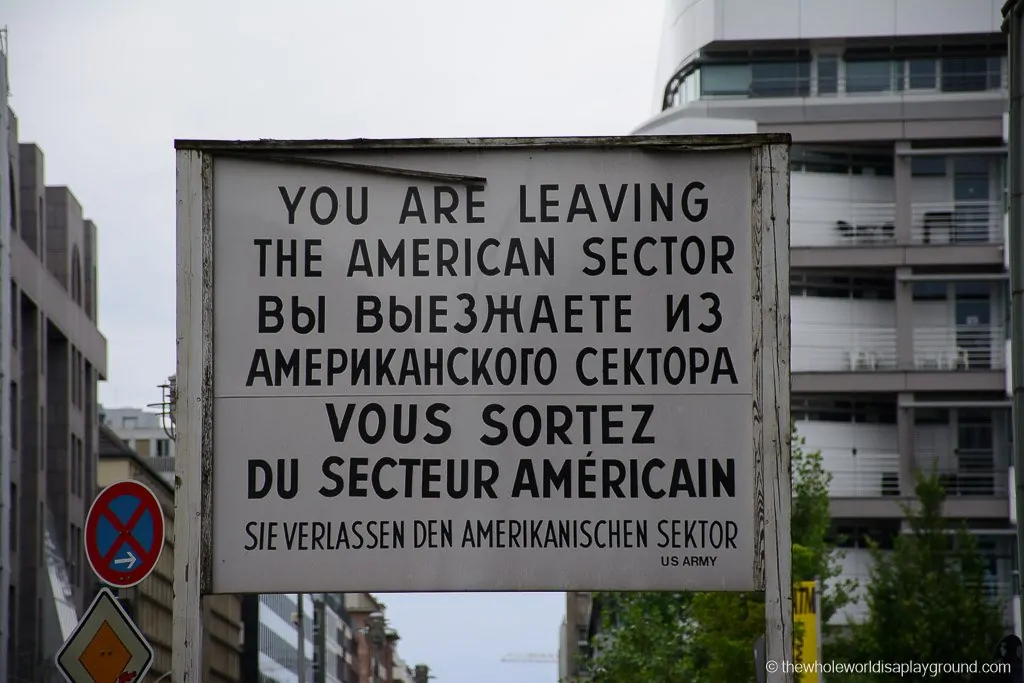 YOU ARE LEAVING
THE AMERICAN SECTOR
ВЫ ВЫЕЗЖАЕТЕ ИЗ
АМЕРИКАНСКОГО СЕКТОРА
VOUS SORTEZ
DU SECTEUR AMÉRICAIN
SIE VERLASSEN DEN AMERIKANISCHEN SEKTOR
US ARMY
ATM
© thewholeworldisaplayground.com